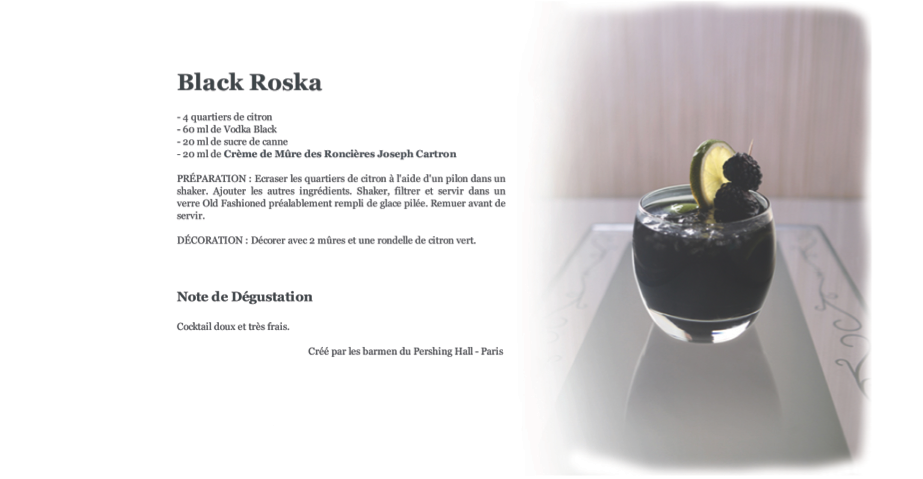 Black Roska
- 4 quartiers de citron
- 60 ml de Vodka Black
- 20 ml de sucre de canne
- 20 ml de Crème de Mûre des Roncières Joseph Cartron
PRÉPARATION : Ecraser les quartiers de citron à l'aide d'un pilon dans un
shaker. Ajouter les autres ingrédients. Shaker, filtrer et servir dans un
verre Old Fashioned préalablement rempli de glace pilée. Remuer avant de
servir.
DÉCORATION : Décorer avec 2 mûres et une rondelle de citron vert.
Note de Dégustation
Cocktail doux et très frais.
Créé par les barmen du Pershing Hall - Paris